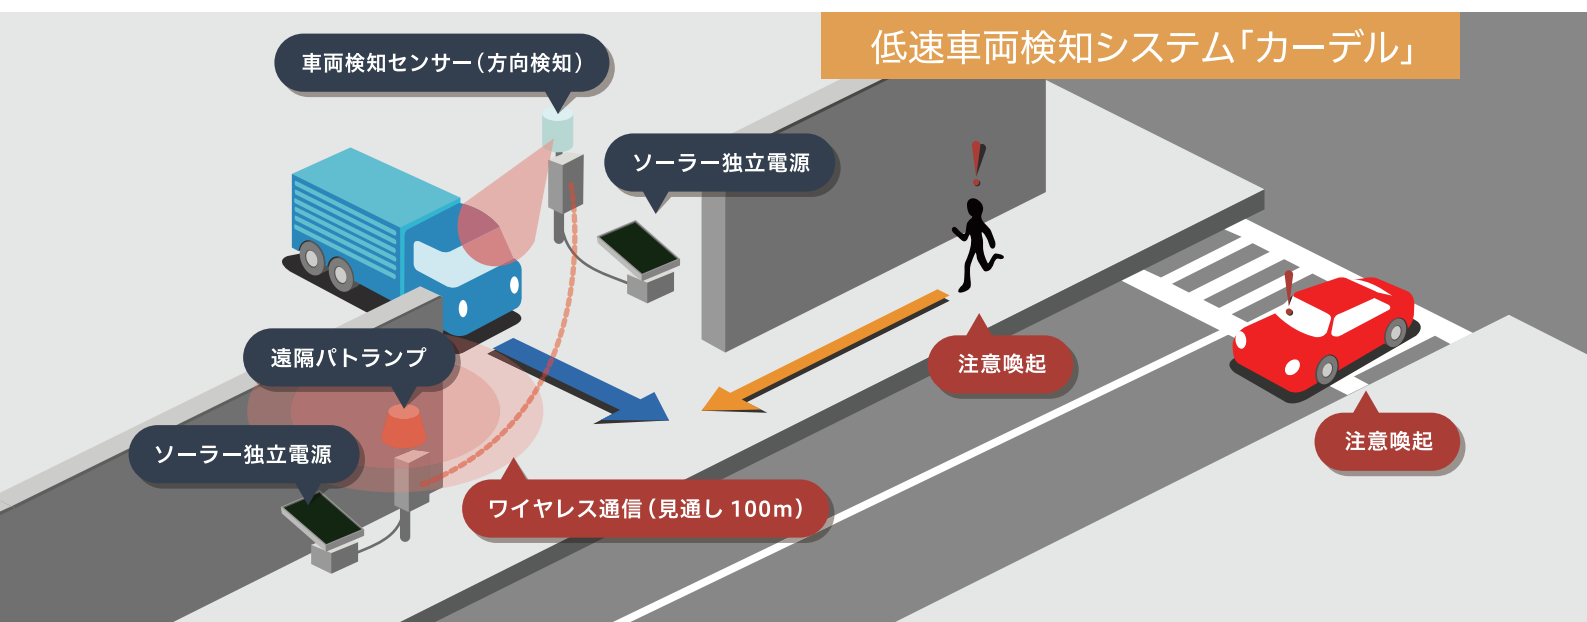 低速車両検知システム「カーデル」
車両検知センサー（方向検知）
ソーラー独立電源
遠隔パトランプ
注意喚起
ソーラー独立電源
注意喚起
ワイヤレス通信（見通し 100m）